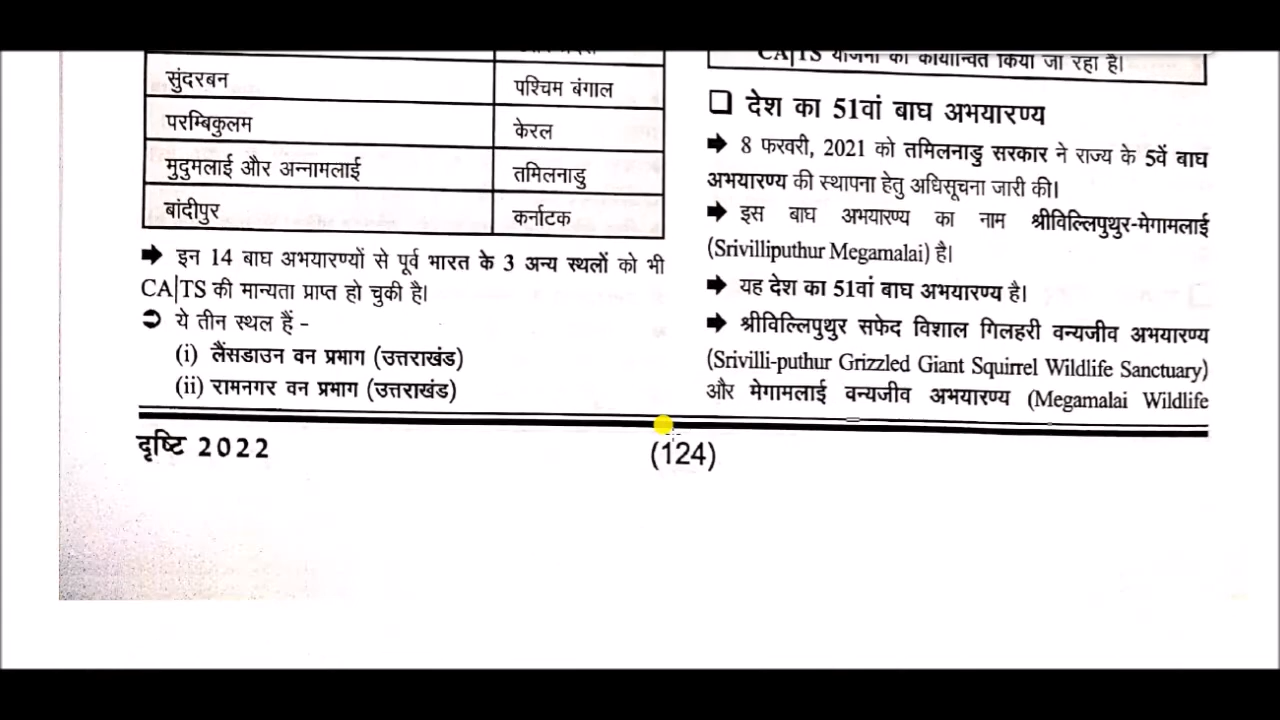 सुंदरबन पश्चिम बंगाल
परम्बिकुलम केरल
मुदुमलाई और अन्नामलाई तमिलनाडु
बांदीपुर कर्नाटक
➡ इन 14 बाघ अभयारण्यों से पूर्व भारत के 3 अन्य स्थलों को भी
CA|TS की मान्यता प्राप्त हो चुकी है।
➲ ये तीन स्थल हैं -
(i) लैंसडाउन वन प्रभाग (उत्तराखंड)
(ii) रामनगर वन प्रभाग (उत्तराखंड)
CA|TS योजना को कार्यान्वित किया जा रहा है।
❑ देश का 51वां बाघ अभयारण्य
➡ 8 फरवरी, 2021 को तमिलनाडु सरकार ने राज्य के 5वें बाघ
अभयारण्य की स्थापना हेतु अधिसूचना जारी की।
➡ इस बाघ अभयारण्य का नाम श्रीविल्लिपुथुर-मेगामलाई
(Srivilliputhur Megamalai) है।
➡ यह देश का 51वां बाघ अभयारण्य है।
➡ श्रीविल्लिपुथुर सफेद विशाल गिलहरी वन्यजीव अभयारण्य
(Srivilli-puthur Grizzled Giant Squirrel Wildlife Sanctuary)
और मेगामलाई वन्यजीव अभयारण्य (Megamalai Wildlife
दृष्टि 2022
(124)